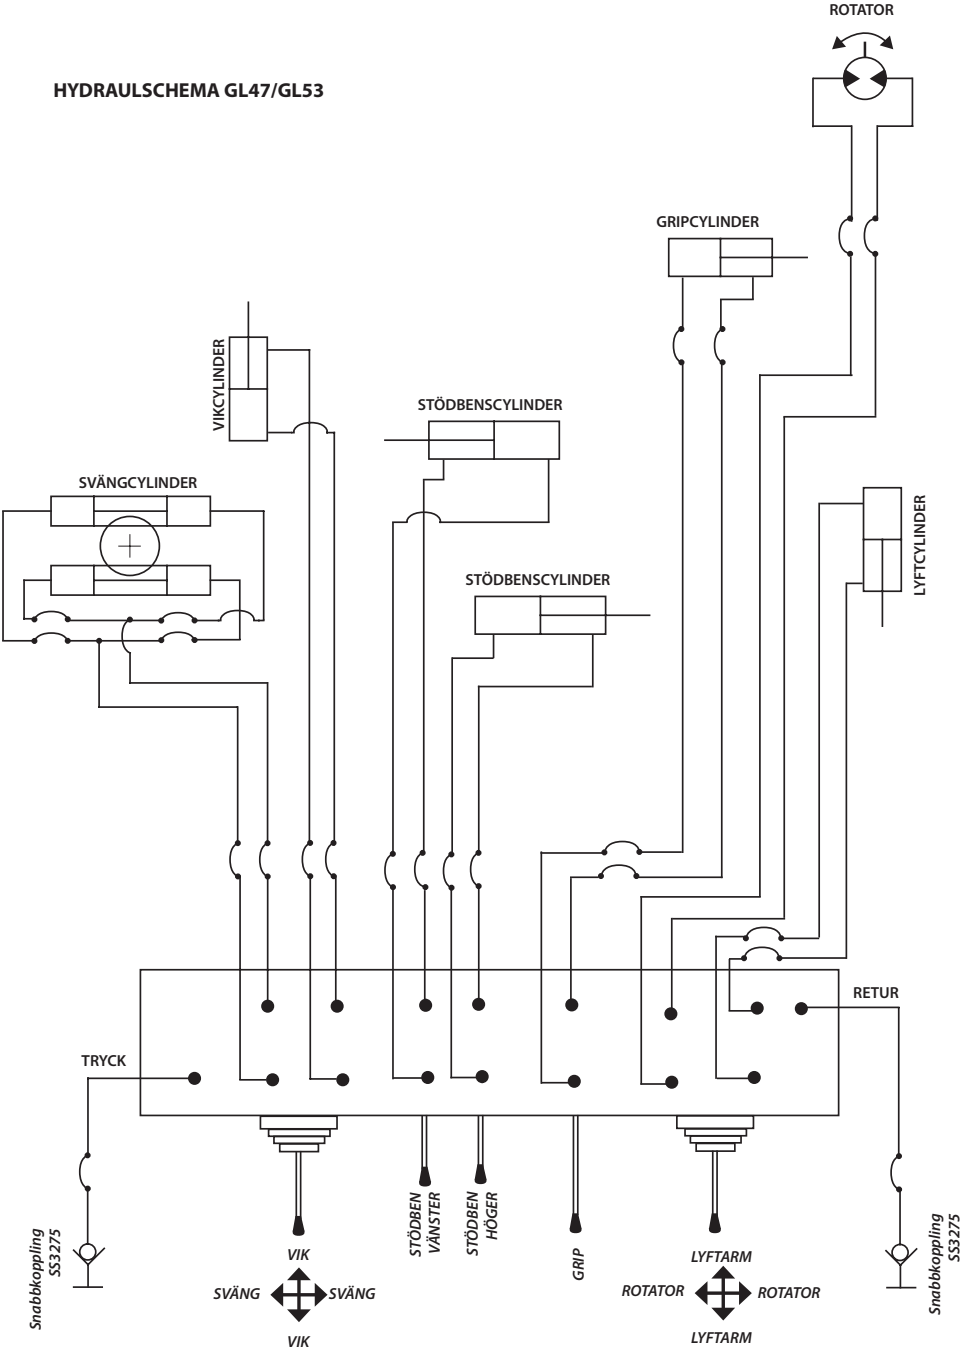 ROTATOR
HYDRAULSCHEMA GL47/GL53
GRIPCYLINDER
VIKCYLINDER
STÖDBENSCYLINDER
SVÄNGCYLINDER
LYFTCYLINDER
STÖDBENSCYLINDER
RETUR
TRYCK
Snabbkoppling
SS3275
VIK
SVÄNG
SVÄNG
VIK
STÖDBEN
VÄNSTER
STÖDBEN
HÖGER
GRIP
LYFTARM
ROTATOR
ROTATOR
LYFTARM
Snabbkoppling
SS3275